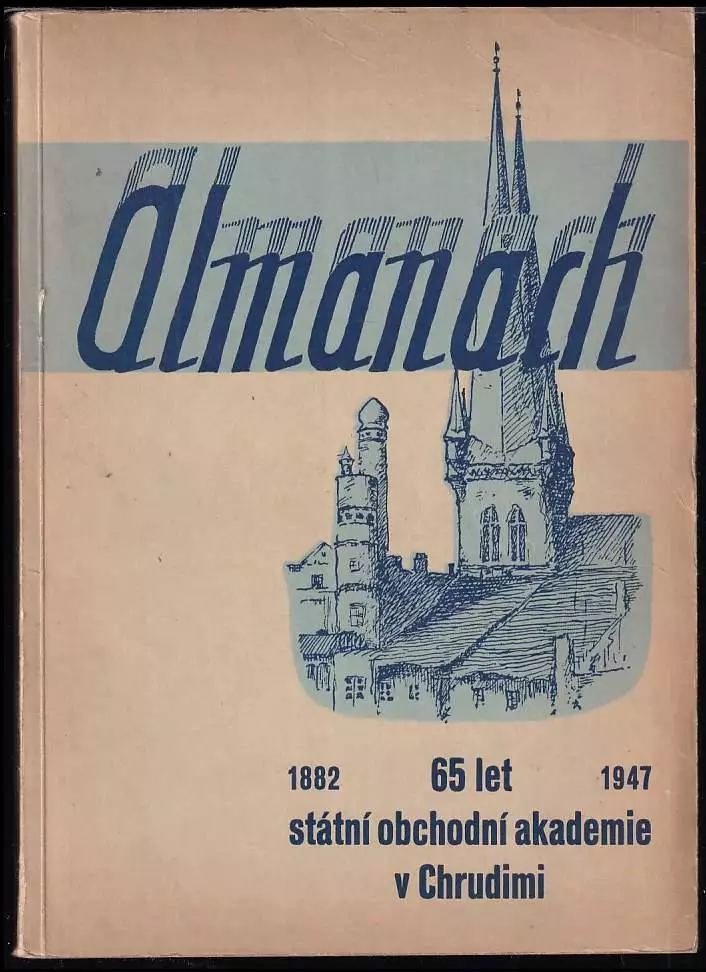 Almanach
1882 65 let 1947
státní obchodní akademie
v Chrudimi